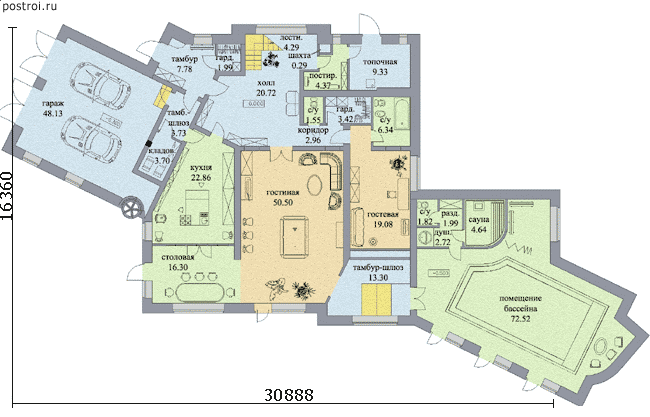 postroi.ru
лестн.
4.29
тамбур
7.78
гард.
1.99
шахта
0.29
топочная
9.33
постир.
4.37
холл
20.72
гараж
48.13
0.000
тамб.
шлюз
3.73
с/у
1.55
гард.
3.42
с/у
6.34
коридор
2.96
кладов.
3.70
кухня
22.86
гостиная
50.50
гостевая
19.08
с/у
1.82
разд.
1.99
сауна
4.64
душ.
2.72
столовая
16.30
тамбур-шлюз
13.30
помещение
бассейна
72.52
16360
30888